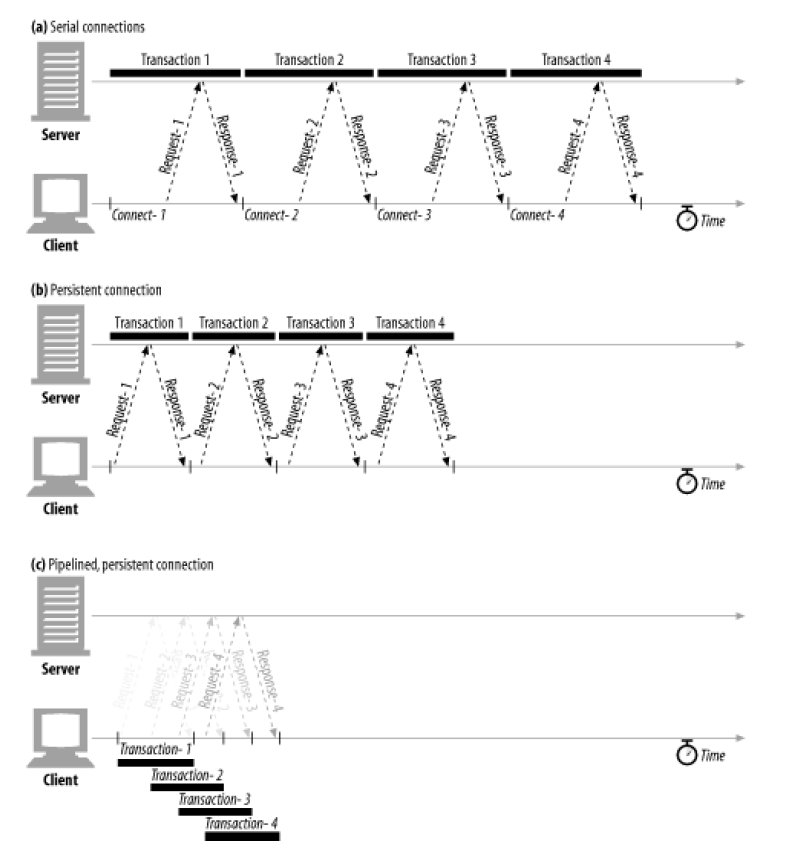 (a) Serial connections
Transaction 1 Transaction 2 Transaction 3 Transaction 4
Server
Request- 1 Response- 1 Request- 2 Response- 2 Request- 3 Response- 3 Request- 4 Response- 4
Connect- 1 Connect- 2 Connect- 3 Connect- 4
Time
Client
(b) Persistent connection
Transaction 1 Transaction 2 Transaction 3 Transaction 4
Server
Request- 1 Response- 1 Request- 2 Response- 2 Request- 3 Response- 3 Request- 4 Response- 4
Time
Client
(c) Pipelined, persistent connection
Server
Request- 1 Request- 2 Request- 3 Request- 4 Response- 3 Response- 4
Time
Client
Transaction- 1
Transaction- 2
Transaction- 3
Transaction- 4